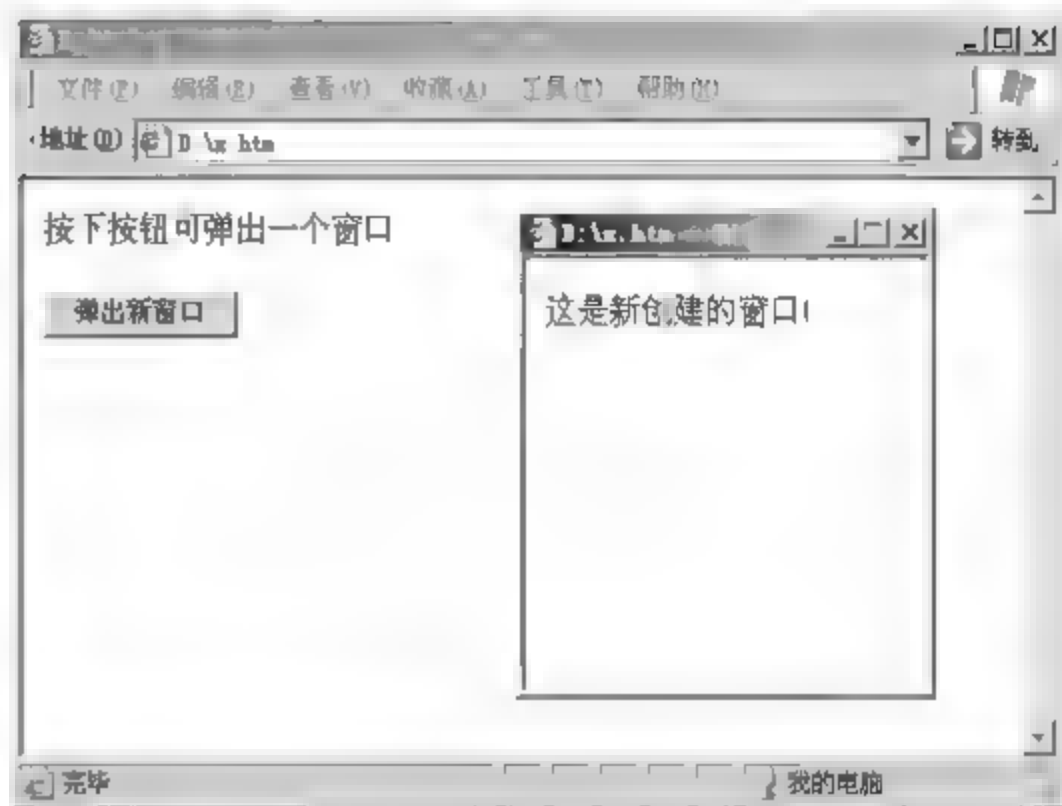 文件(F) 编辑(E) 查看(V) 收藏(A) 工具(T) 帮助(H)
地址(D) D:\x.htm 转到
按下按钮可弹出一个窗口
弹出新窗口
D:\x.htm
这是新创建的窗口!
完毕 我的电脑